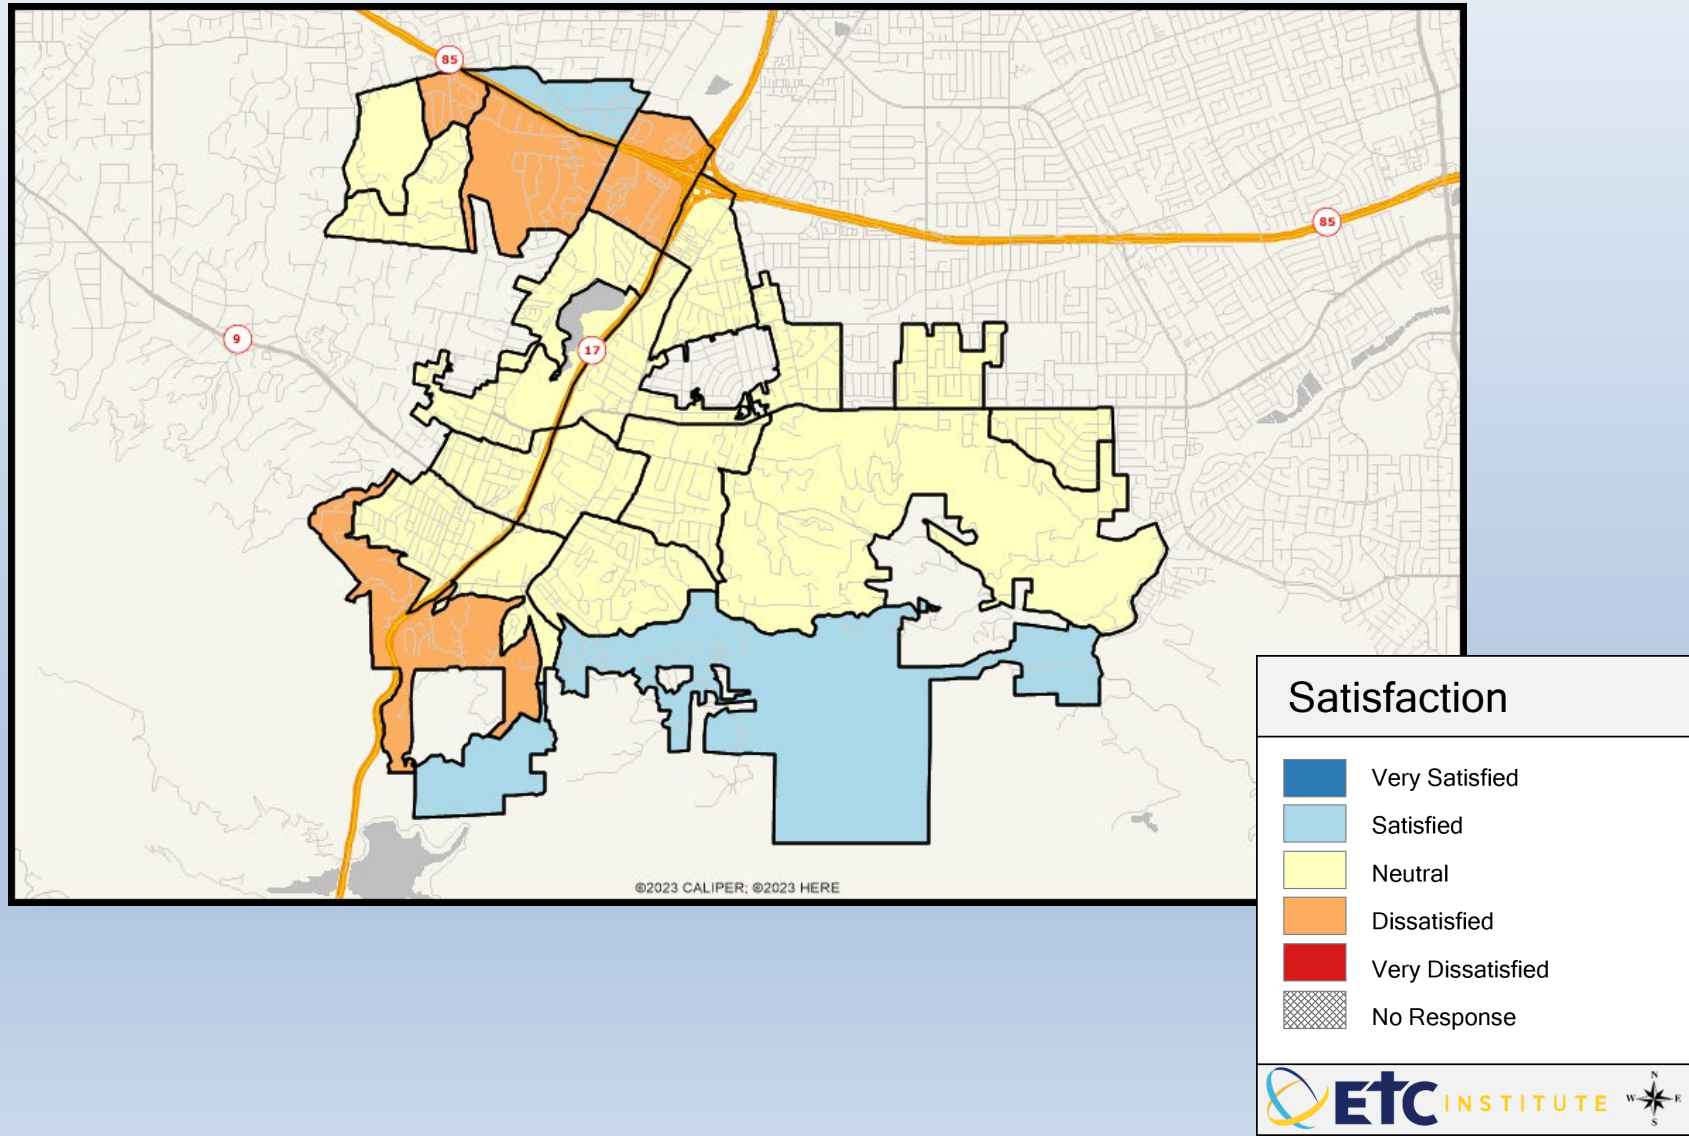 85
85
9
17
©2023 CALIPER; ©2023 HERE
Satisfaction
Very Satisfied
Satisfied
Neutral
Dissatisfied
Very Dissatisfied
No Response
ETC INSTITUTE
N
W E
S